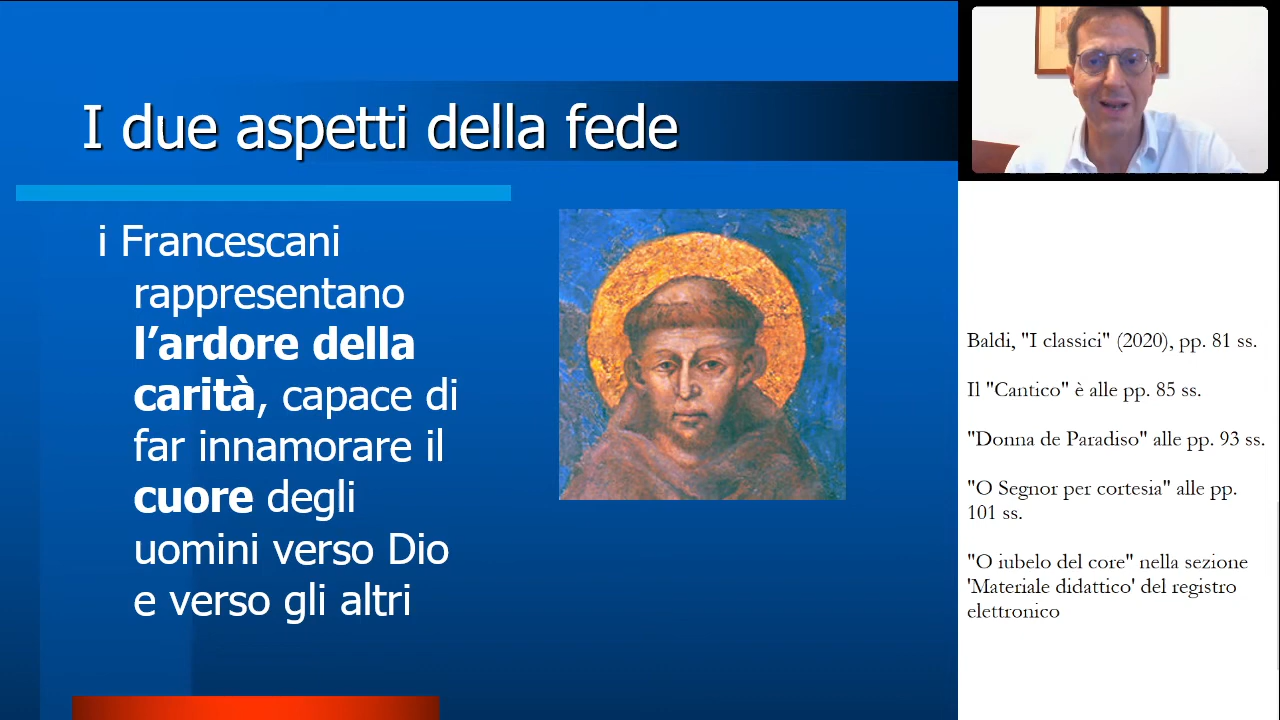 I due aspetti della fede
i Francescani
rappresentano
l’ardore della
carità, capace di
far innamorare il
cuore degli
uomini verso Dio
e verso gli altri
Baldi, "I classici" (2020), pp. 81 ss.
Il "Cantico" è alle pp. 85 ss.
"Donna de Paradiso" alle pp. 93 ss.
"O Segnor per cortesia" alle pp.
101 ss.
"O iubelo del core" nella sezione
'Materiale didattico' del registro
elettronico